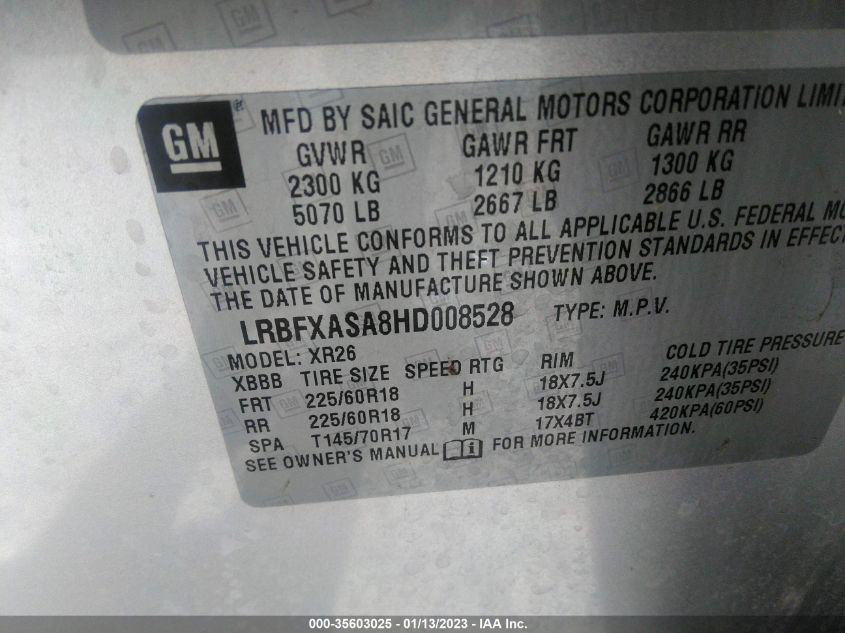 GM ®
MFD BY SAIC GENERAL MOTORS CORPORATION
GVWR GAWR FRT GAWR RR
2300 KG 1210 KG 1300 KG
5070 LB 2667 LB 2866 LB
THIS VEHICLE CONFORMS TO ALL APPLICABLE U.S. FEDERAL
VEHICLE SAFETY AND THEFT PREVENTION STANDARDS IN EFFEC
THE DATE OF MANUFACTURE SHOWN ABOVE.
LRBFXASA8HD008528 TYPE: M.P.V.
MODEL: XR26
XBBB TIRE SIZE SPEED RTG RIM COLD TIRE PRESSURE
FRT 225/60R18 H 18X7.5J 240KPA(35PSI)
RR 225/60R18 H 18X7.5J 240KPA(35PSI)
SPA T145/70R17 M 17X4BT 420KPA(60PSI)
SEE OWNER'S MANUAL FOR MORE INFORMATION.
000-35603025 - 01/13/2023 - IAA Inc.